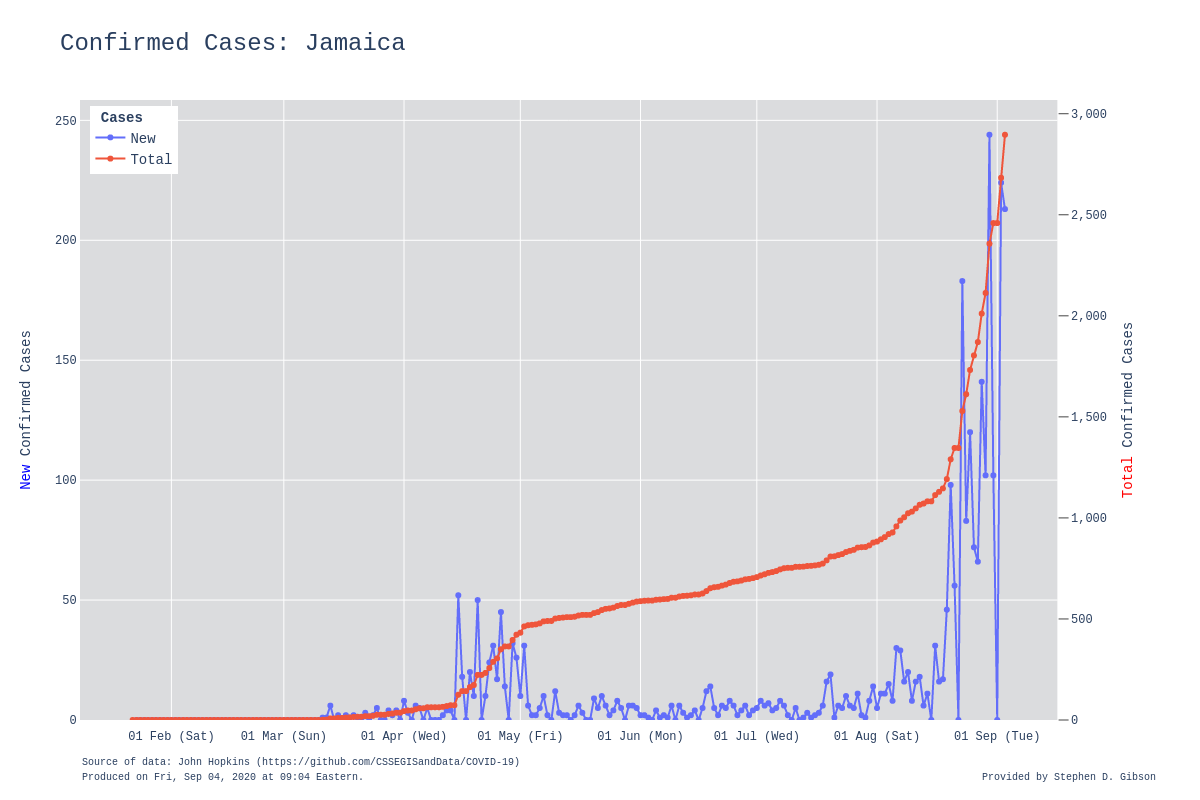 Confirmed Cases: Jamaica
Cases
New
Total
250
200
150
100
50
0
3,000
2,500
2,000
1,500
1,000
500
0
New Confirmed Cases
Total Confirmed Cases
01 Feb (Sat)
01 Mar (Sun)
01 Apr (Wed)
01 May (Fri)
01 Jun (Mon)
01 Jul (Wed)
01 Aug (Sat)
01 Sep (Tue)
Source of data: John Hopkins (https://github.com/CSSEGISandData/COVID-19)
Produced on Fri, Sep 04, 2020 at 09:04 Eastern.
Provided by Stephen D. Gibson